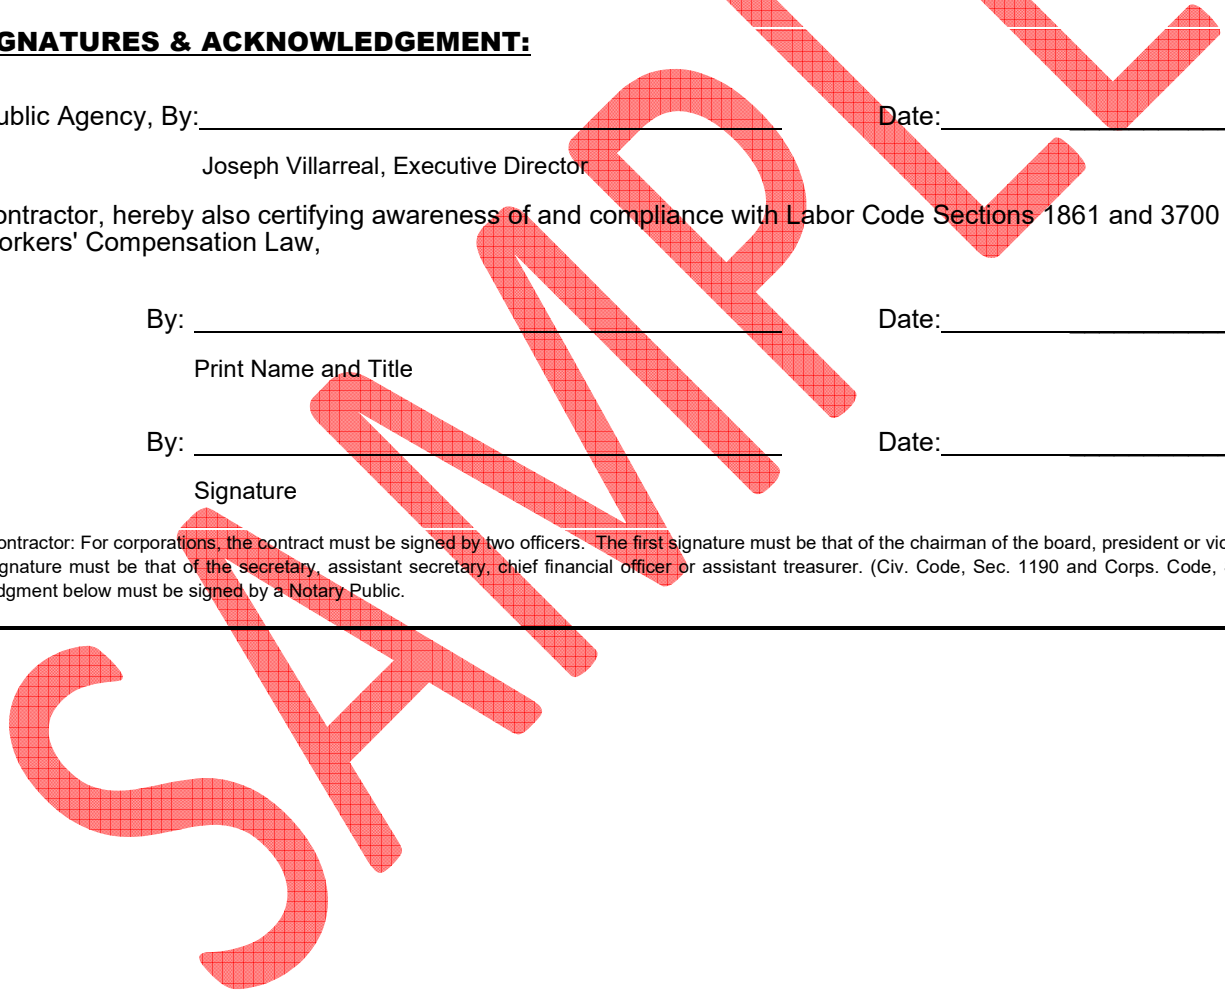 GNATURES & ACKNOWLEDGEMENT:
ublic Agency, By: Date:
Joseph Villarreal, Executive Director
ontractor, hereby also certifying awareness of and compliance with Labor Code Sections 1861 and 3700
orkers' Compensation Law,
By: Date:
Print Name and Title
By: Date:
Signature
ontractor: For corporations, the contract must be signed by two officers. The first signature must be that of the chairman of the board, president or vic
gnature must be that of the secretary, assistant secretary, chief financial officer or assistant treasurer. (Civ. Code, Sec. 1190 and Corps. Code,
dgment below must be signed by a Notary Public.
SAMPLE